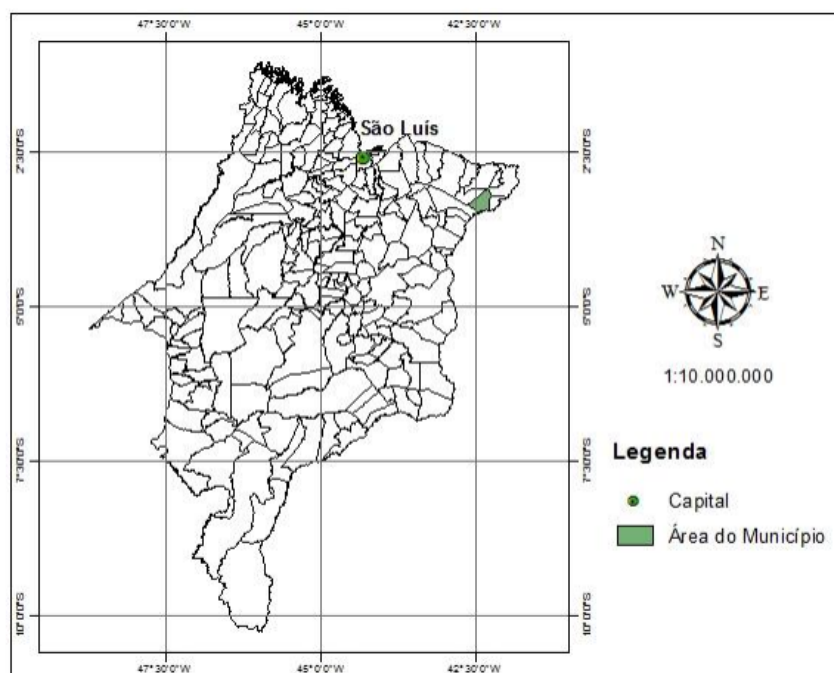 47°30'0"W 45°0'0"W 42°30'0"W
São Luís
2°30'0"S 2°30'0"S
N
W E
S
5°0'0"S 5°0'0"S
1:10.000.000
Legenda
Capital
Área do Município
7°30'0"S 7°30'0"S
10°0'0"S 10°0'0"S
47°30'0"W 45°0'0"W 42°30'0"W